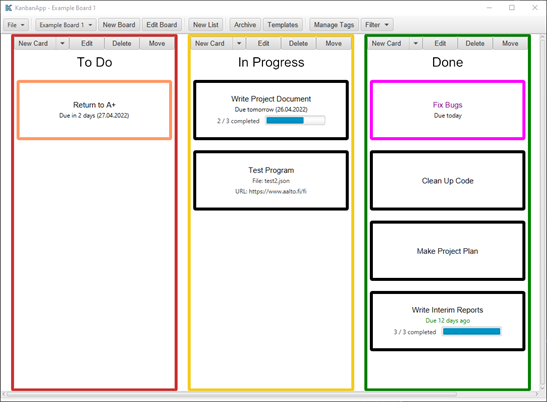 KanbanApp - Example Board 1
File Example Board 1 New Board Edit Board New List Archive Templates Manage Tags Filter
New Card Edit Delete Move
To Do
Return to A+
Due in 2 days (27.04.2022)
New Card Edit Delete Move
In Progress
Write Project Document
Due tomorrow (26.04.2022)
2 / 3 completed
Test Program
File: test2.json
URL: https://www.aalto.fi/fi
New Card Edit Delete Move
Done
Fix Bugs
Due today
Clean Up Code
Make Project Plan
Write Interim Reports
Due 12 days ago
3 / 3 completed